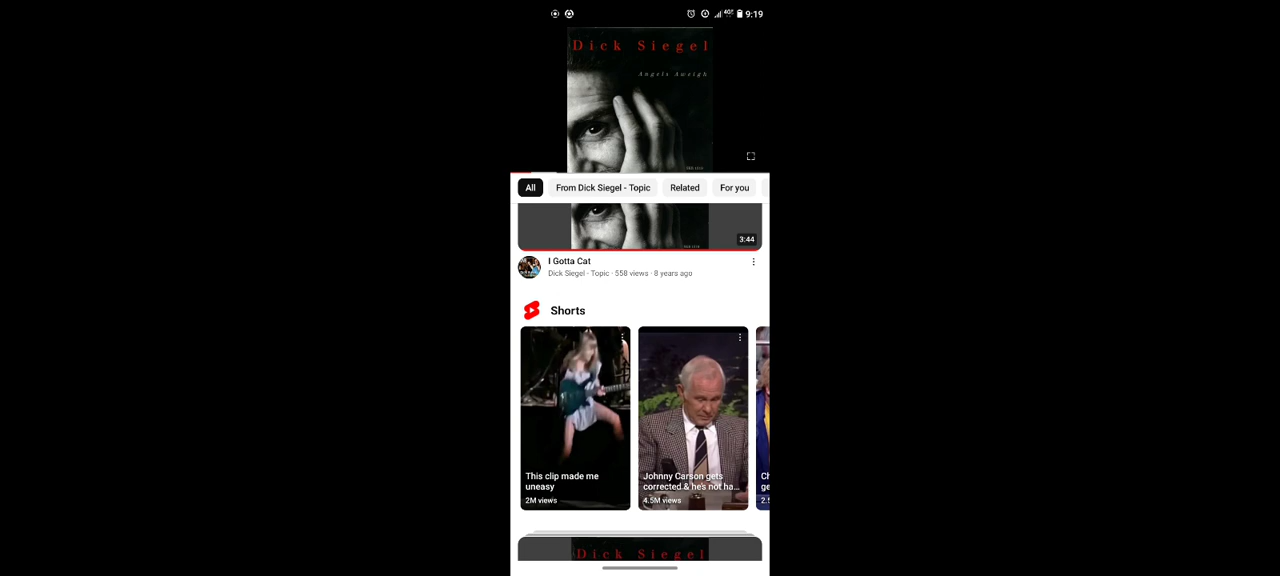 9:19
Dick Siegel
Angels Aweigh
All
From Dick Siegel - Topic
Related
For you
3:44
I Gotta Cat
Dick Siegel - Topic · 558 views · 8 years ago
Shorts
This clip made me
uneasy
2M views
Johnny Carson gets
corrected & he's not ha...
4.5M views
Dick Siegel